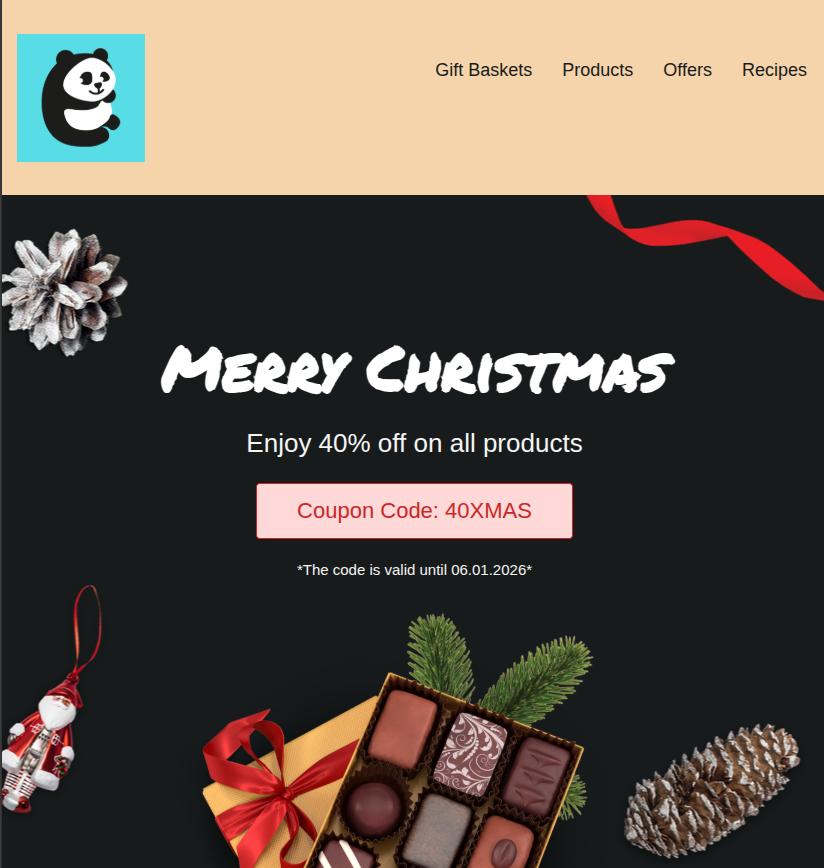 Gift Baskets Products Offers Recipes
Merry Christmas
Enjoy 40% off on all products
Coupon Code: 40XMAS
*The code is valid until 06.01.2026*